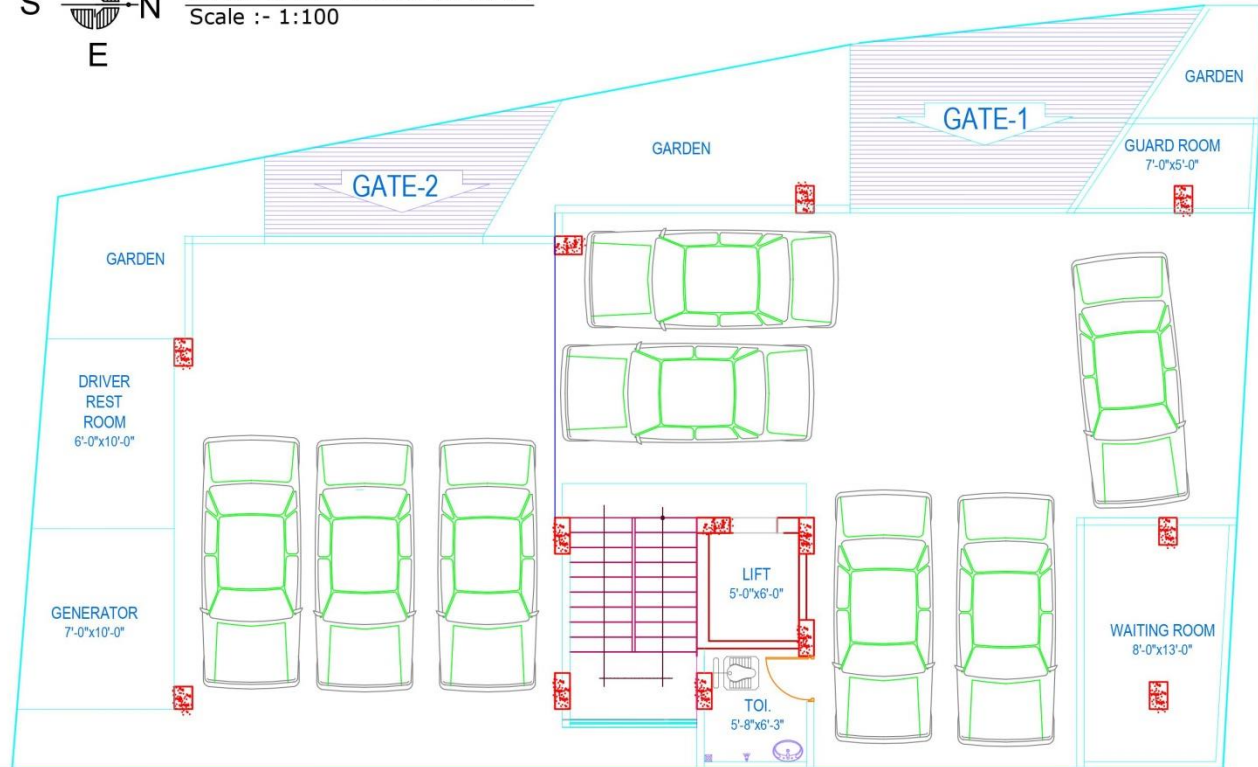 S
N
E
Scale :- 1:100
GARDEN
GATE-1
GUARD ROOM
7'-0"x5'-0"
GARDEN
GATE-2
GARDEN
DRIVER
REST
ROOM
6'-0"x10'-0"
GENERATOR
7'-0"x10'-0"
LIFT
5'-0"x6'-0"
TOI.
5'-8"x6'-3"
WAITING ROOM
8'-0"x13'-0"